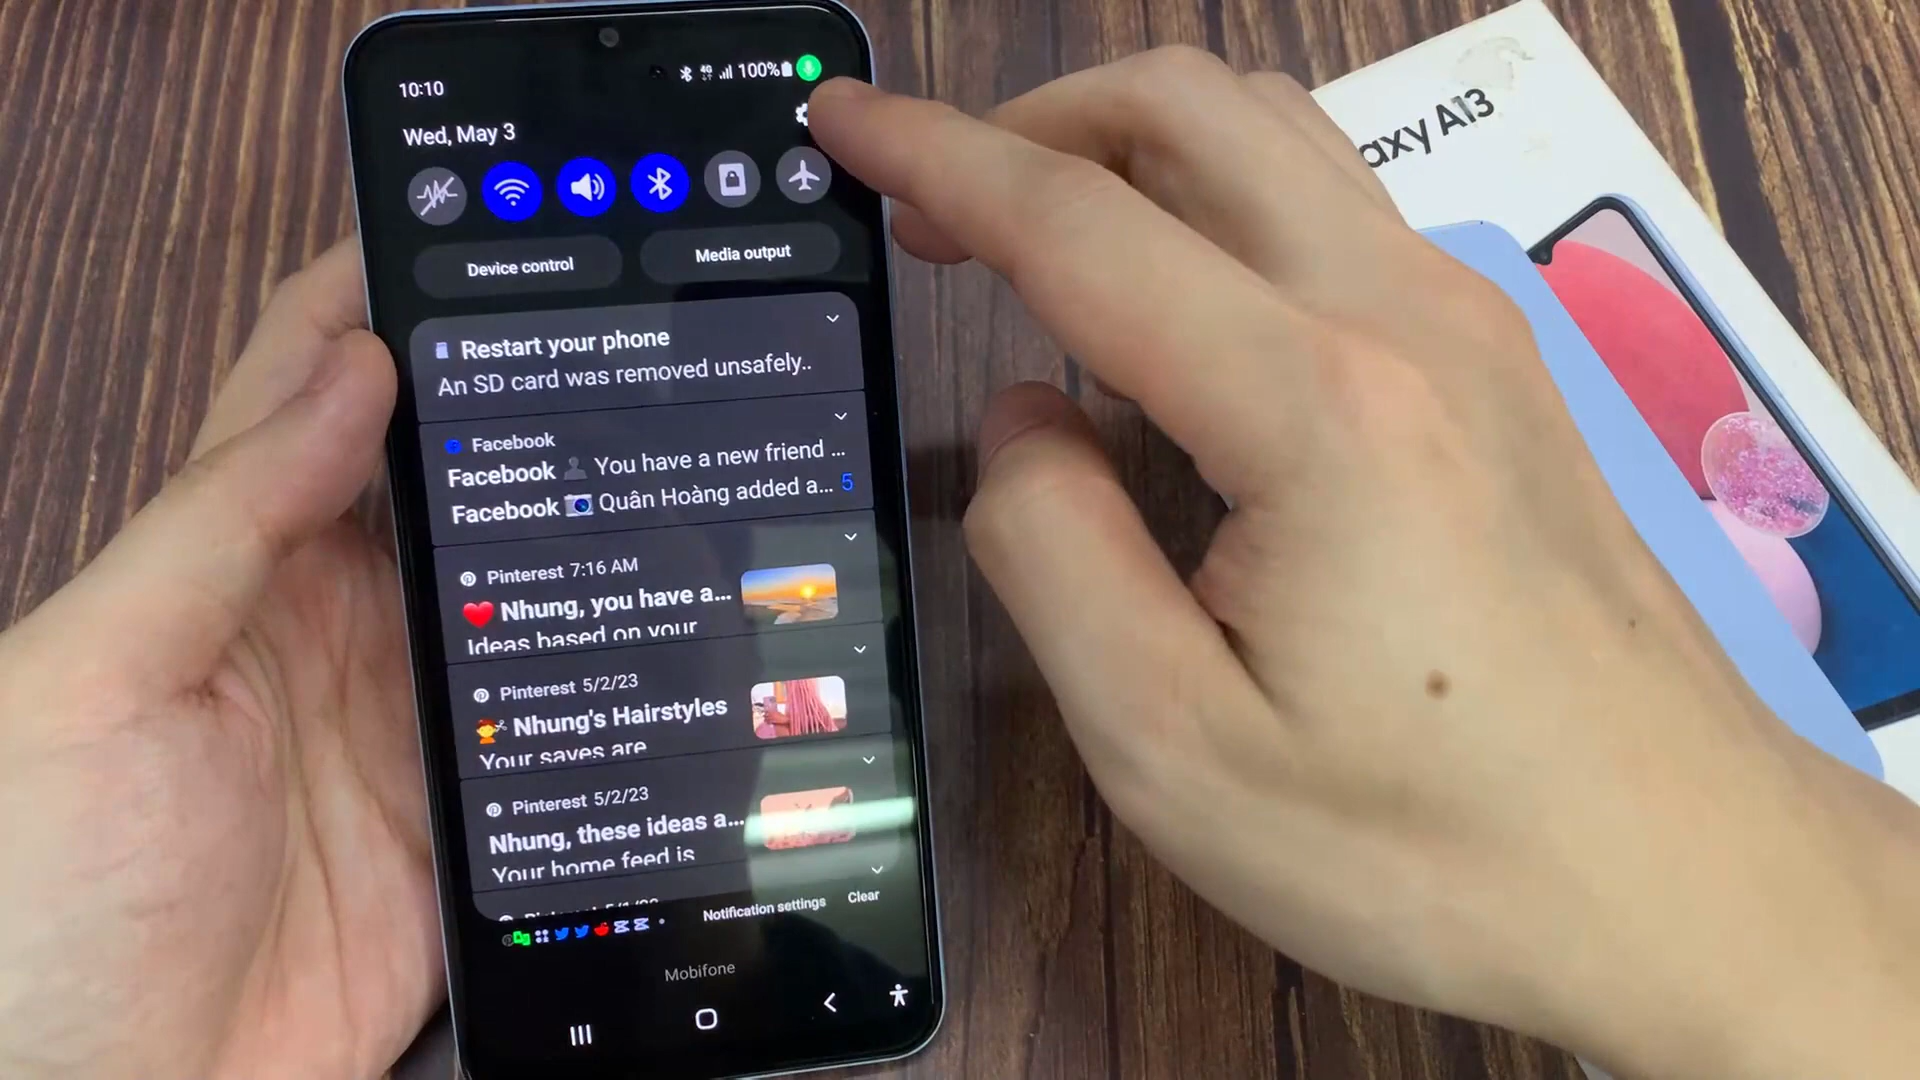 10:10
4G 100%
Wed, May 3
Device control
Media output
Restart your phone
An SD card was removed unsafely..
Facebook
Facebook 👤 You have a new friend ...
Facebook 📷 Quân Hoàng added a... 5
Pinterest 7:16 AM
❤️ Nhung, you have a...
Ideas based on your
Pinterest 5/2/23
Nhung's Hairstyles
Your saves are
Pinterest 5/2/23
Nhung, these ideas a...
Your home feed is
Notification settings
Clear
Mobifone
axy A13